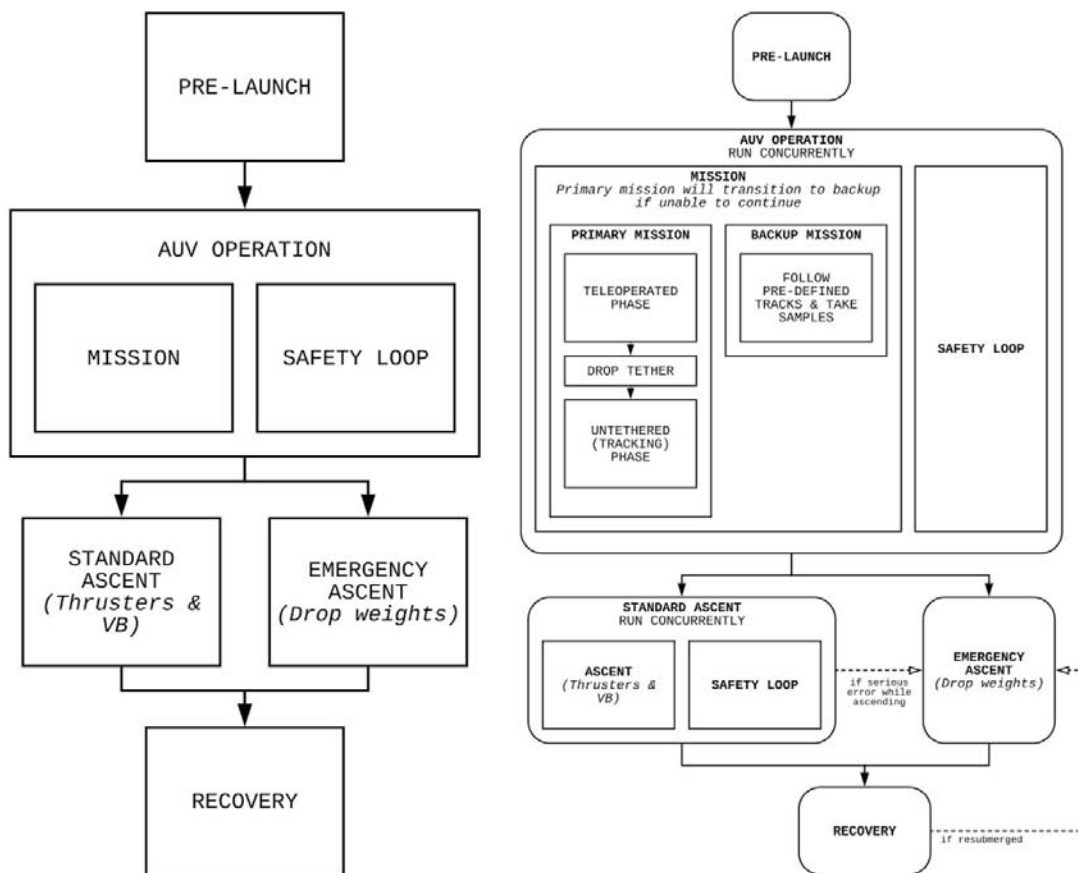 PRE-LAUNCH
AUV OPERATION
MISSION
SAFETY LOOP
STANDARD
ASCENT
(Thrusters &
VB)
EMERGENCY
ASCENT
(Drop weights)
RECOVERY
PRE-LAUNCH
AUV OPERATION
RUN CONCURRENTLY
MISSION
Primary mission will transition to backup
if unable to continue
PRIMARY MISSION
TELEOPERATED
PHASE
DROP TETHER
UNTETHERED
(TRACKING)
PHASE
BACKUP MISSION
FOLLOW
PRE-DEFINED
TRACKS & TAKE
SAMPLES
SAFETY LOOP
STANDARD ASCENT
RUN CONCURRENTLY
ASCENT
(Thrusters &
VB)
SAFETY LOOP
if serious
error while
ascending
EMERGENCY
ASCENT
(Drop weights)
RECOVERY
if resubmerged